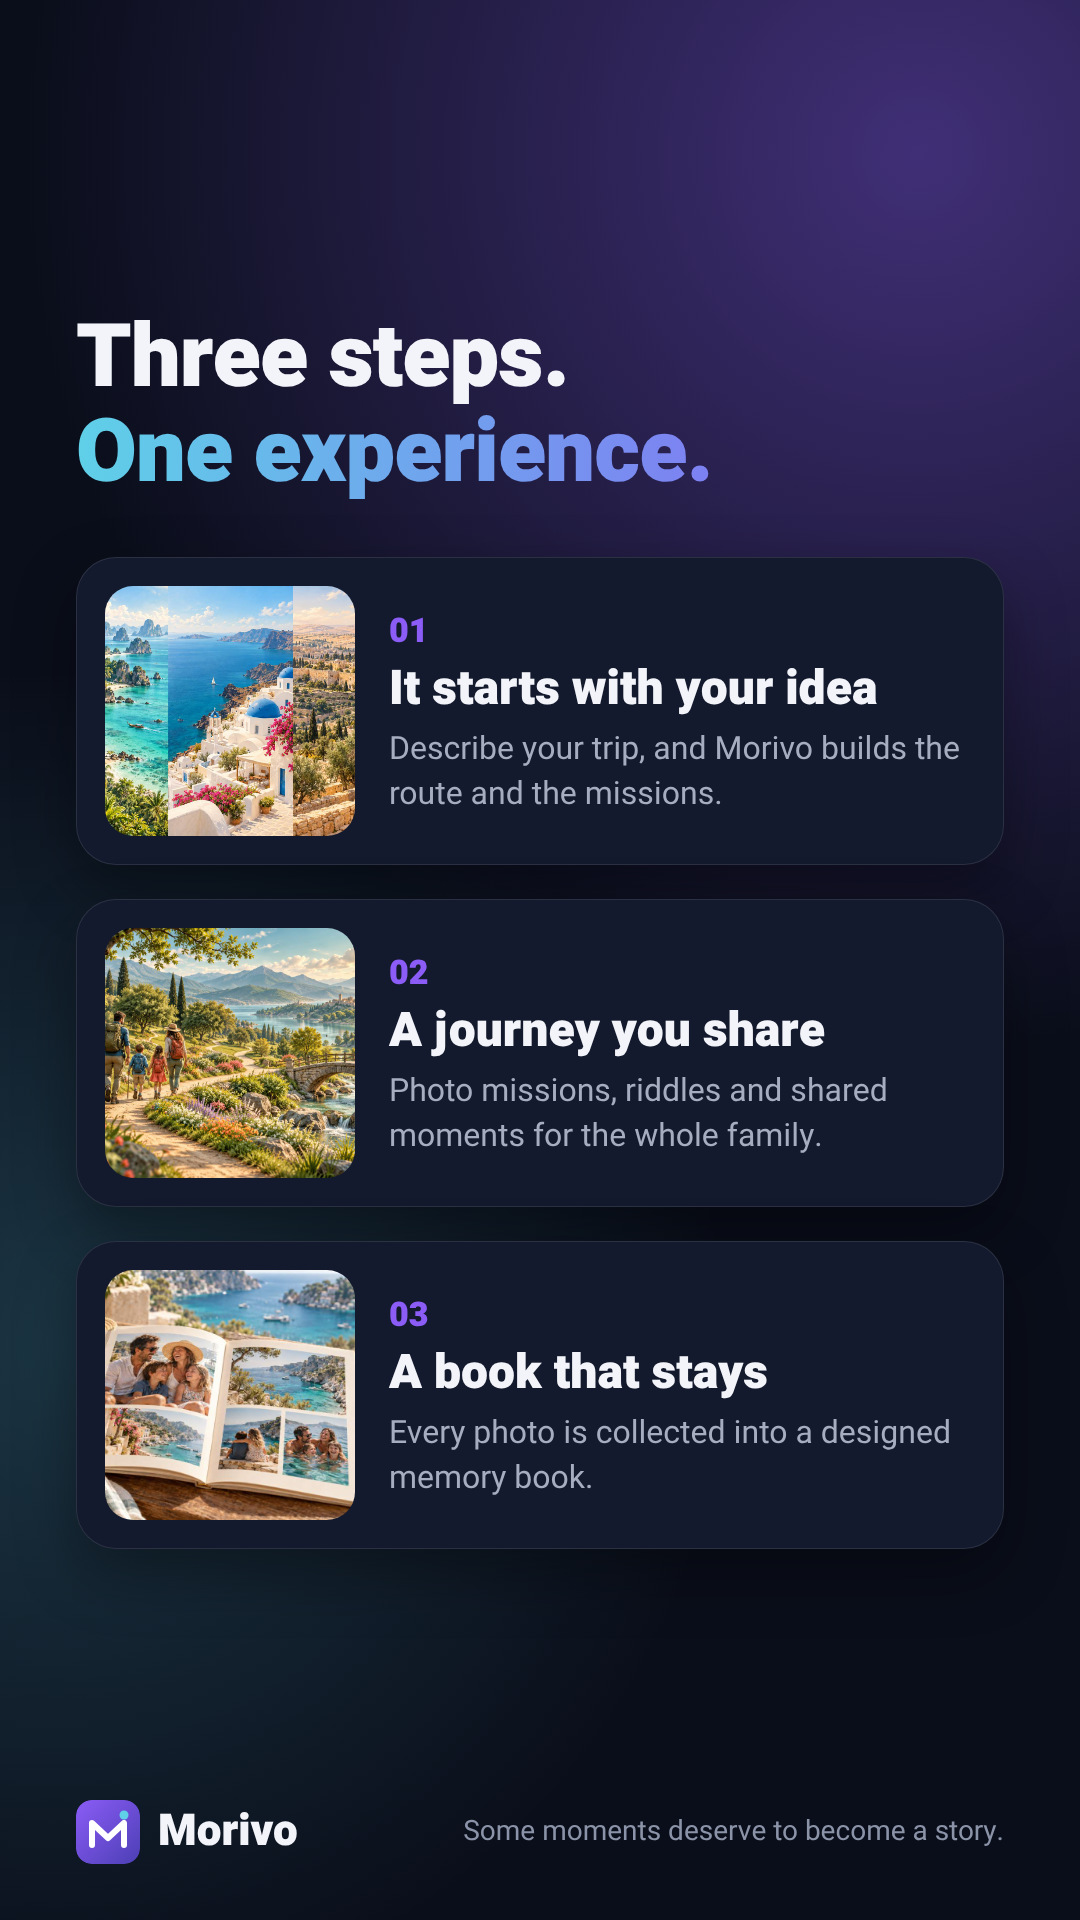 Three steps.
One experience.
01
It starts with your idea
Describe your trip, and Morivo builds the
route and the missions.
02
A journey you share
Photo missions, riddles and shared
moments for the whole family.
03
A book that stays
Every photo is collected into a designed
memory book.
Morivo
Some moments deserve to become a story.